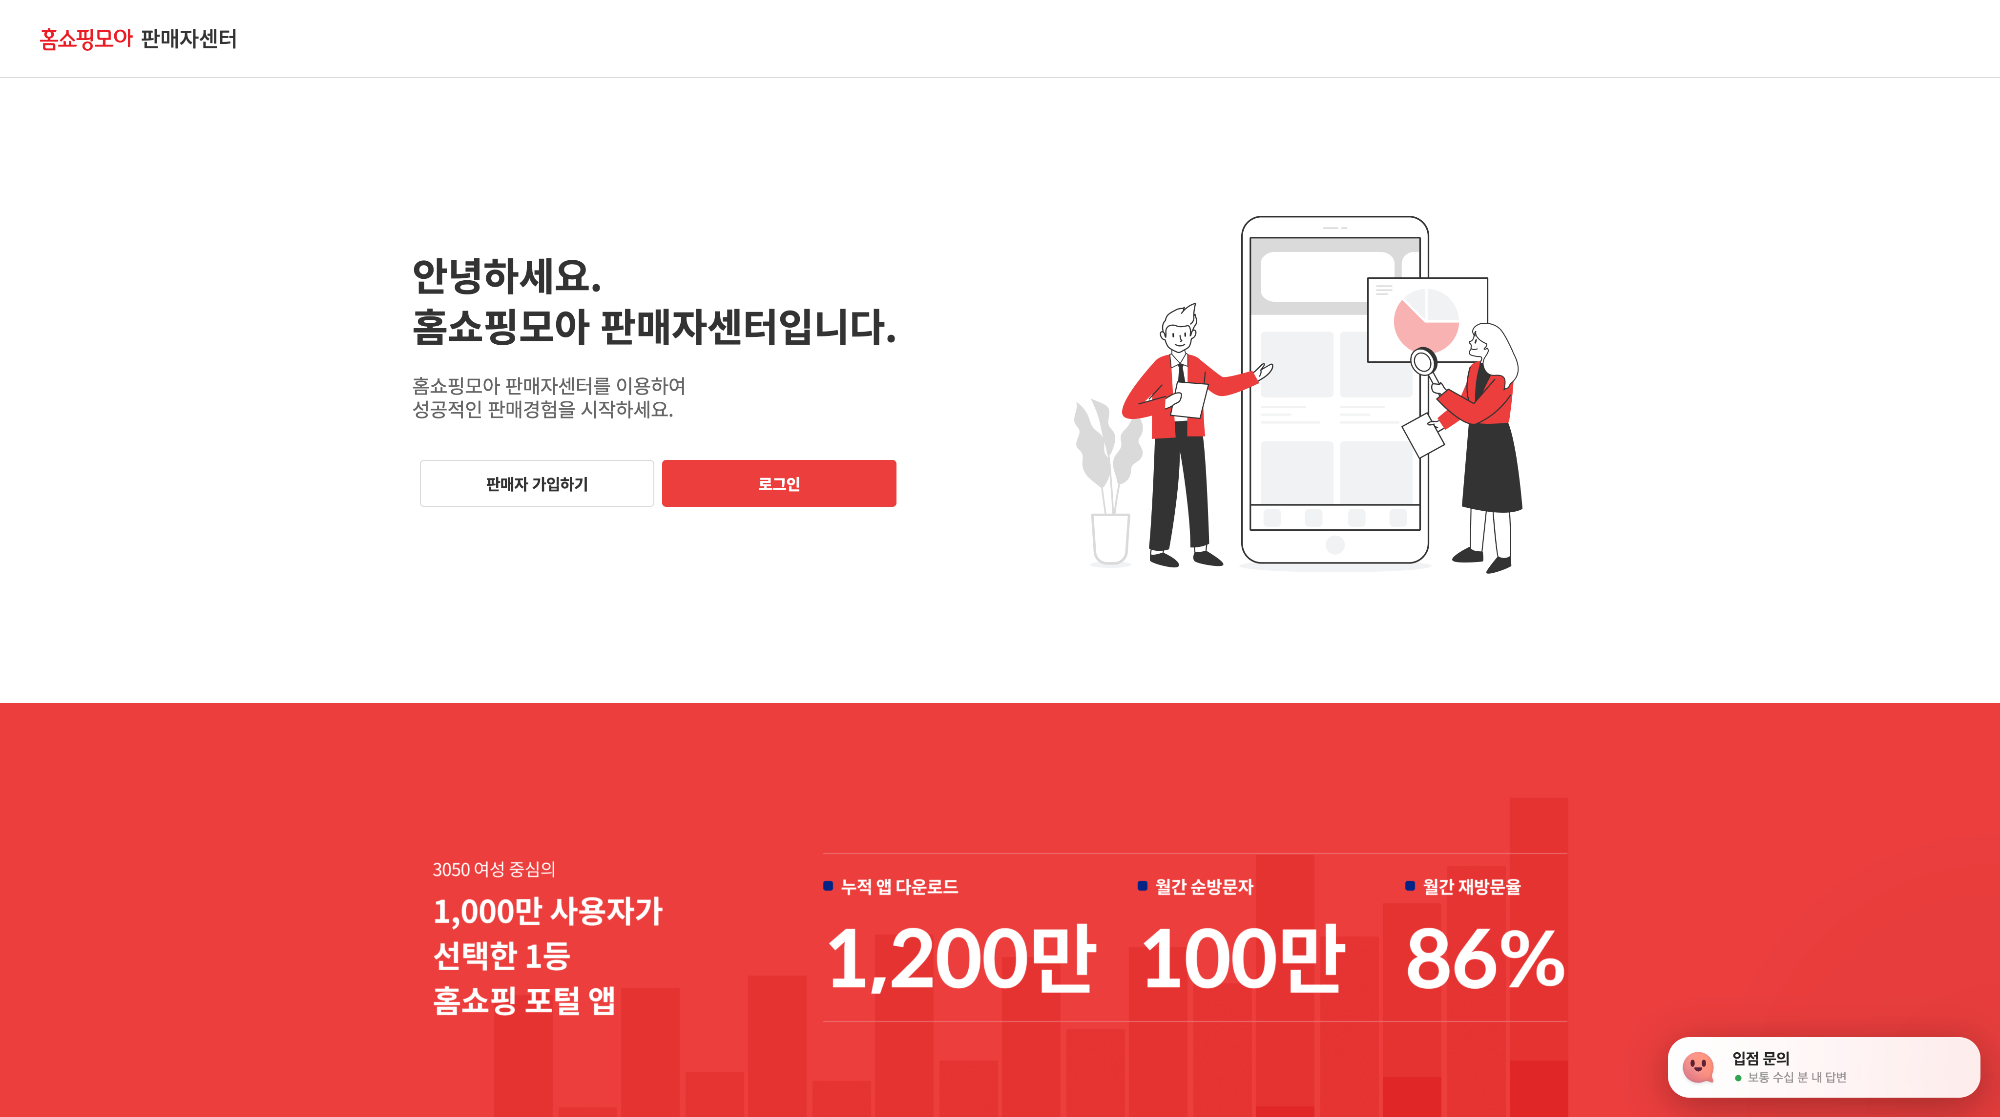 홈쇼핑모아 판매자센터
안녕하세요.
홈쇼핑모아 판매자센터입니다.
홈쇼핑모아 판매자센터를 이용하여
성공적인 판매경험을 시작하세요.
판매자 가입하기
로그인
3050 여성 중심의
1,000만 사용자가
선택한 1등
홈쇼핑 포털 앱
누적 앱 다운로드
1,200만
월간 순방문자
100만
월간 재방문율
86%
입점 문의
보통 수십 분 내 답변